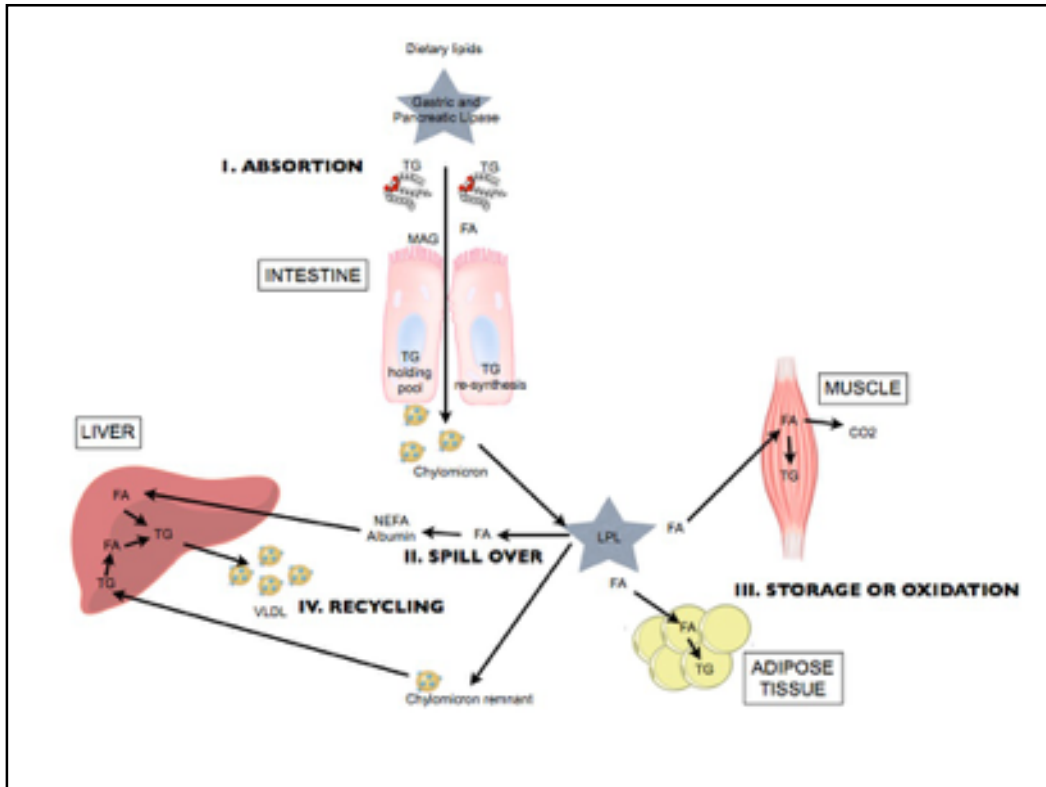 Dietary lipids
Gastric and
Pancreatic Lipase
I. ABSORTION
TG
TG
MAG
FA
INTESTINE
TG
holding
pool
TG
re-synthesis
Chylomicron
MUSCLE
FA
CO2
TG
LIVER
FA
TG
FA
TG
NEFA
Albumin
FA
LPL
FA
II. SPILL OVER
VLDL
IV. RECYCLING
FA
III. STORAGE OR OXIDATION
FA
TG
ADIPOSE
TISSUE
Chylomicron remnant